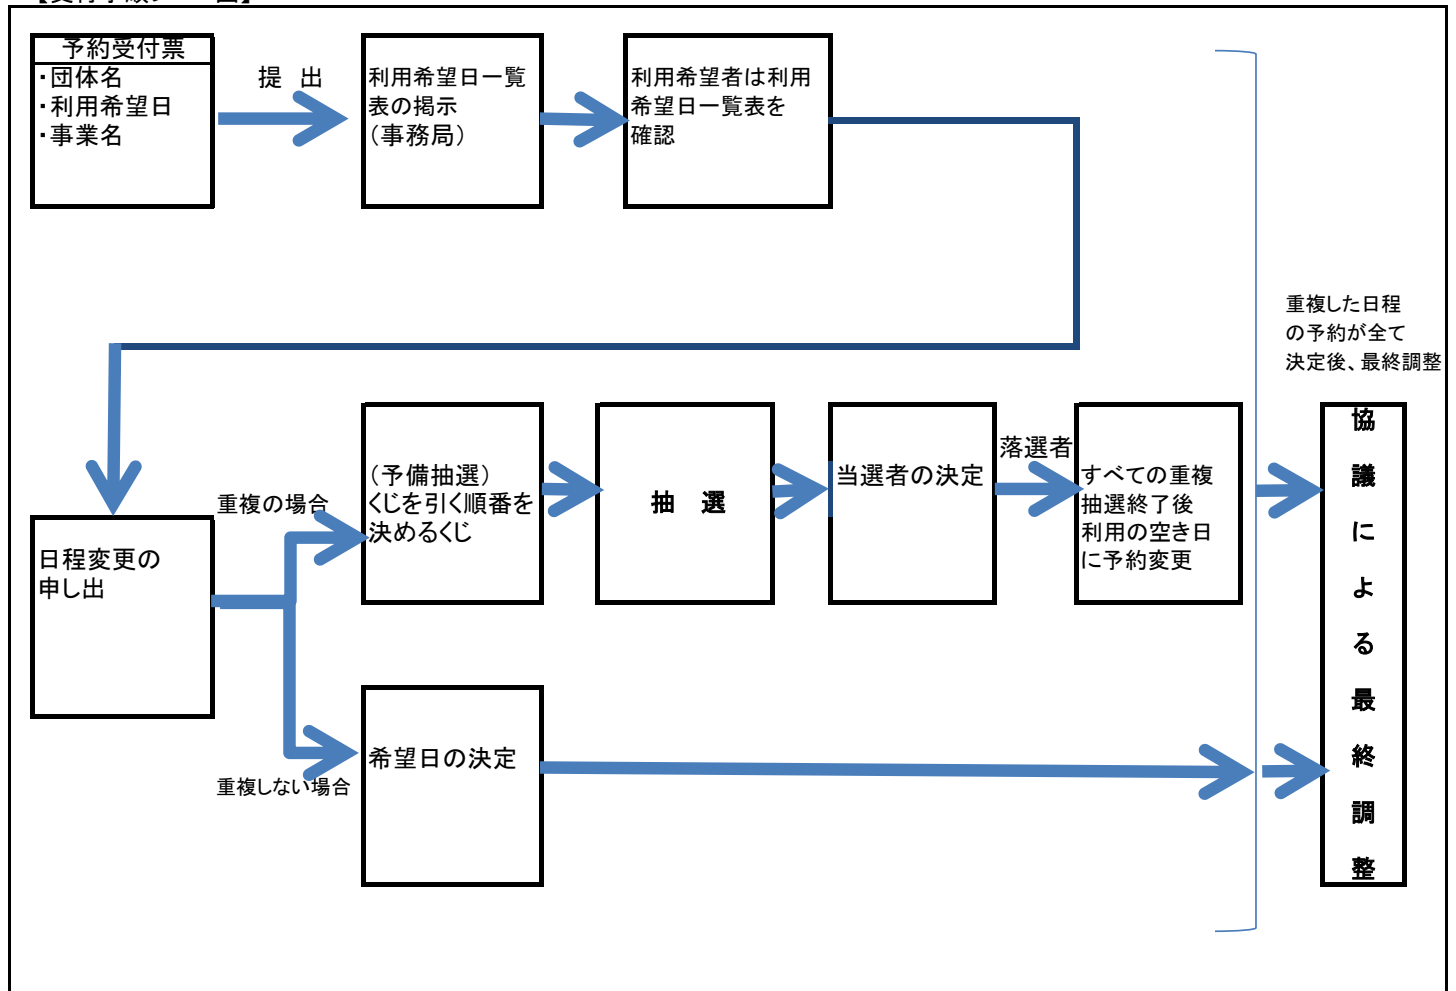 予約受付票
・団体名
・利用希望日
・事業名
提 出
利用希望日一覧
表の掲示
（事務局）
利用希望者は利用
希望日一覧表を
確認
重複した日程
の予約が全て
決定後、最終調整
日程変更の
申し出
重複の場合
（予備抽選）
くじを引く順番を
決めるくじ
抽 選
当選者の決定
落選者
すべての重複
抽選終了後
利用の空き日
に予約変更
重複しない場合
希望日の決定
協議による最終調整